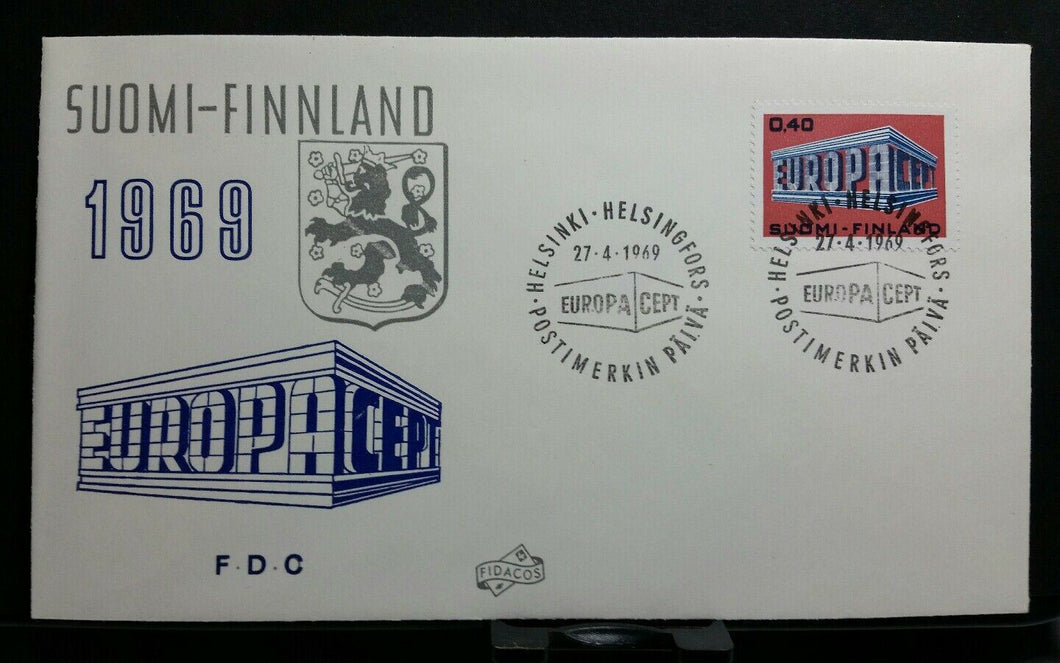 SUOMI-FINNLAND
1969
EUROPA CEPT
F·D·C
FIDACOS
HELSINKI·HELSINGFORS
27·4·1969
EUROPA CEPT
·POSTIMERKIN PÄIVÄ·
0,40
EUROPA CEPT
SUOMI-FINLAND
HELSINKI·HELSINGFORS
27·4·1969
EUROPA CEPT
·POSTIMERKIN PÄIVÄ·